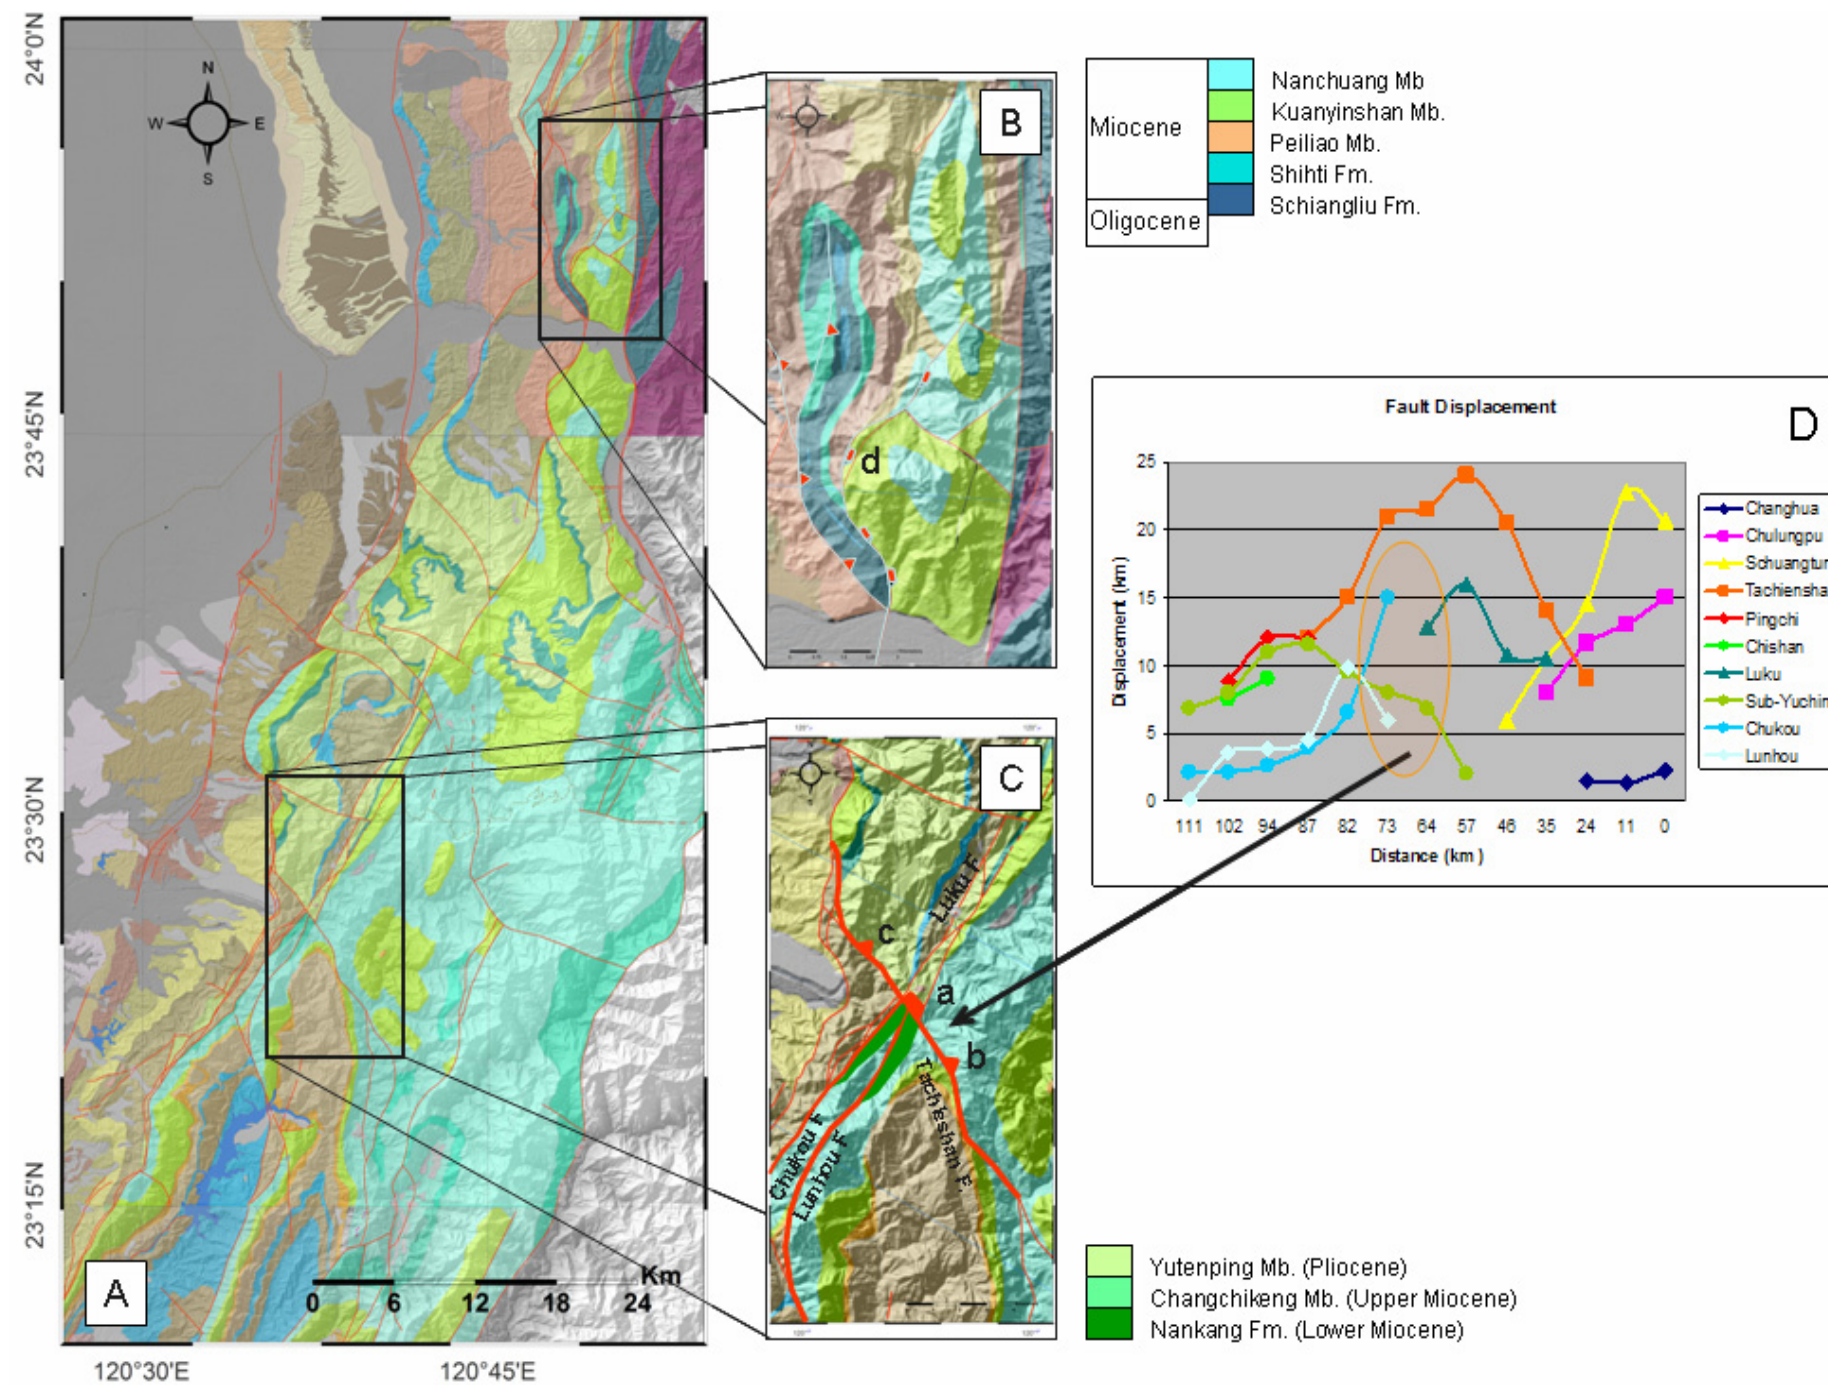 24°0'N
23°45'N
23°30'N
23°15'N
120°30'E
120°45'E
N
W
E
S
A
Km
0 6 12 18 24
B
d
C
c
a
b
Luku F
Chukou F
Lunhou F
Miocene
Oligocene
Nanchuang Mb
Kuanyinshan Mb.
Peiliao Mb.
Shihti Fm.
Schiangliu Fm.
Fault Displacement
D
Displacement (km)
25
20
15
10
5
0
111 102 94 87 82 73 64 57 46 35 24 11 0
Distance (km )
Changhua
Chulungpu
Schuangtur
Tachiensha
Pingchi
Chishan
Luku
Sub-Yuchin
Chukou
Lunhou
Yutenping Mb. (Pliocene)
Changchikeng Mb. (Upper Miocene)
Nankang Fm. (Lower Miocene)